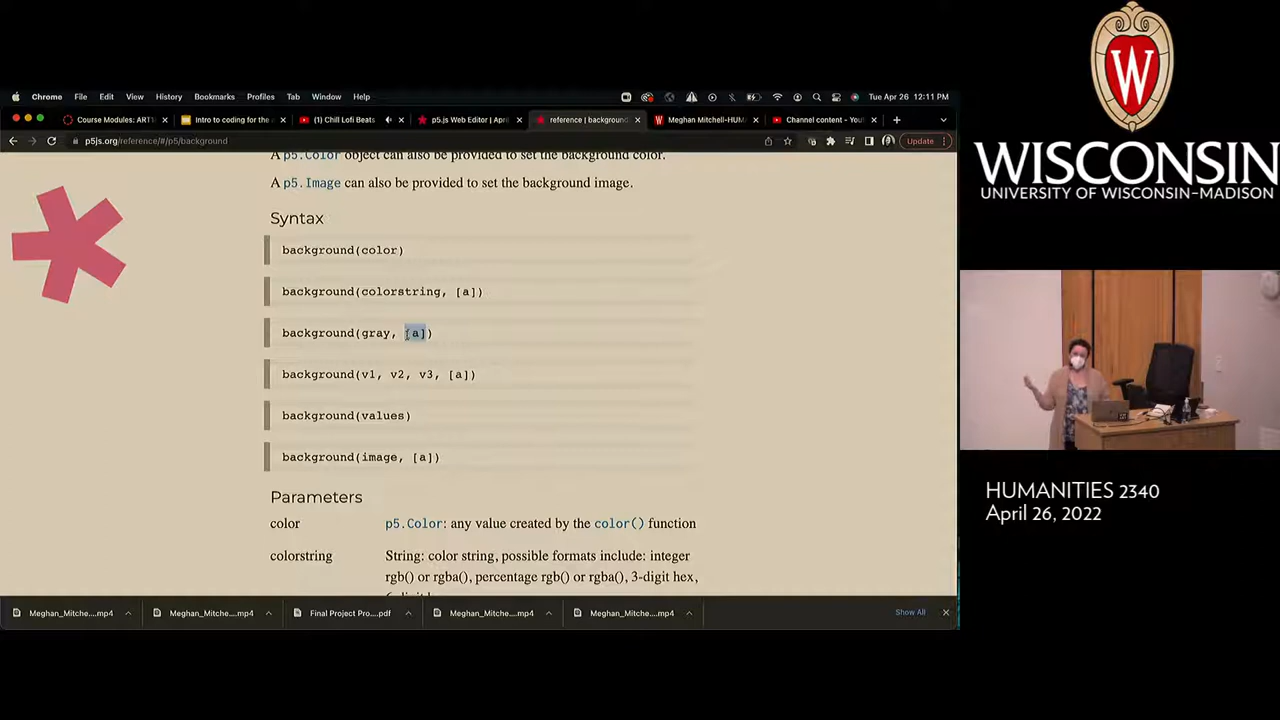 Chrome File Edit View History Bookmarks Profiles Tab Window Help Tue Apr 26 12:11 PM
Course Modules: ART1 Intro to coding for the a (1) Chill Lofi Beats p5.js Web Editor | April reference | background Meghan Mitchell-HUM Channel content - YouTu
p5js.org/reference/#/p5/background Update
A p5.Color object can also be provided to set the background color.
A p5.Image can also be provided to set the background image.
Syntax
background(color)
background(colorstring, [a])
background(gray, [a])
background(v1, v2, v3, [a])
background(values)
background(image, [a])
Parameters
color p5.Color: any value created by the color() function
colorstring String: color string, possible formats include: integer
rgb() or rgba(), percentage rgb() or rgba(), 3-digit hex,
Meghan_Mitche....mp4 Meghan_Mitche....mp4 Final Project Pro....pdf Meghan_Mitche....mp4 Meghan_Mitche....mp4 Show All
W
WISCONSIN
UNIVERSITY OF WISCONSIN–MADISON
HUMANITIES 2340
April 26, 2022